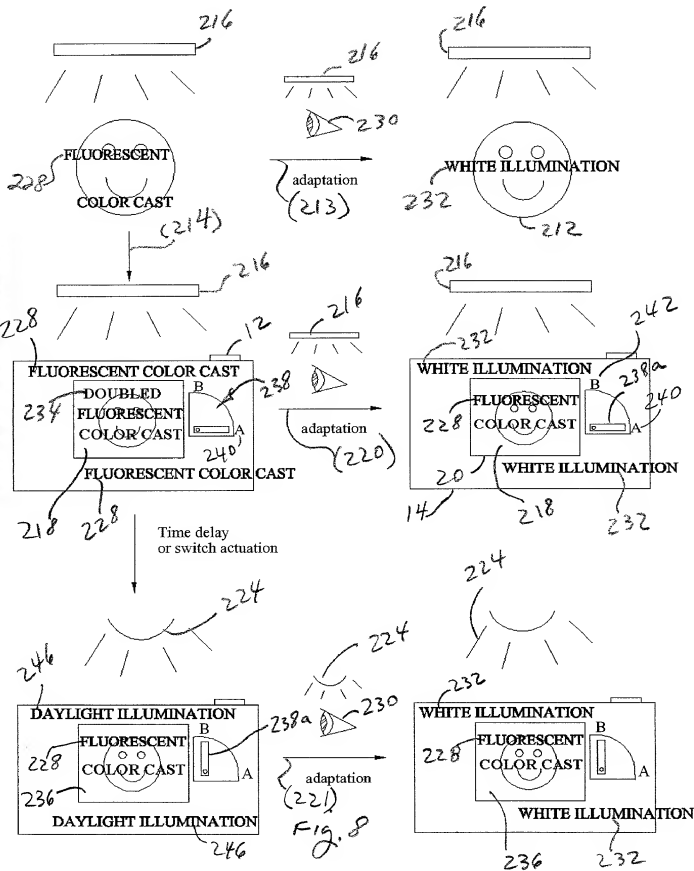 216
216
216
230
FLUORESCENT
228
WHITE ILLUMINATION
232
adaptation
(213)
COLOR CAST
212
(214)
216
216
216
228
12
232
242
FLUORESCENT COLOR CAST
WHITE ILLUMINATION
238a
DOUBLED
B
238
B
240
234
FLUORESCENT
228
FLUORESCENT
COLOR CAST
A
240
adaptation
(220)
COLOR CAST
A
FLUORESCENT COLOR CAST
20
WHITE ILLUMINATION
218
228
14
218
232
Time delay
or switch actuation
224
224
224
246
232
DAYLIGHT ILLUMINATION
238a
230
WHITE ILLUMINATION
B
B
FLUORESCENT
FLUORESCENT
228
COLOR CAST
A
228
COLOR CAST
A
236
adaptation
(221)
DAYLIGHT ILLUMINATION
WHITE ILLUMINATION
246
Fig. 8
236
232